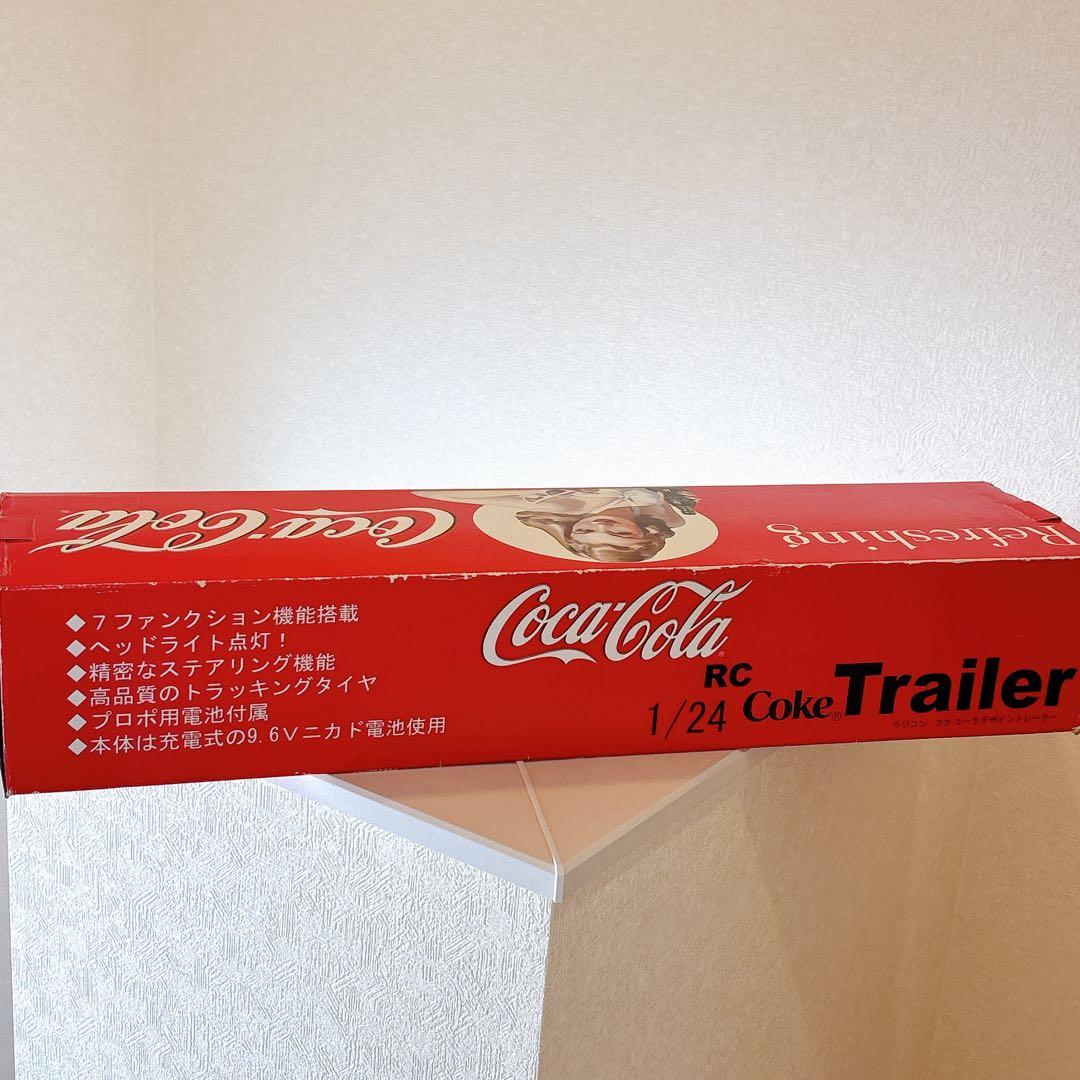 Coca-Cola
Refreshing
◆7ファンクション機能搭載
◆ヘッドライト点灯!
◆精密なステアリング機能
◆高品質のトラッキングタイヤ
◆プロポ用電池付属
◆本体は充電式の9.6Vニカド電池使用
Coca-Cola®
RC
1/24 Coke® Trailer
ラジコン コカ・コーラデザイントレーラー